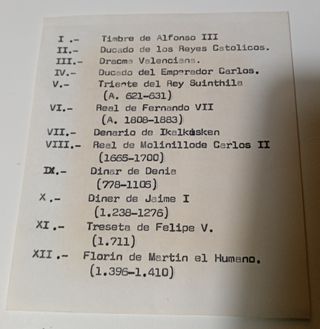 I .- Timbre de Alfonso III
II.- Ducado de los Reyes Catolicos.
III.- Dracma Valenciana.
IV.- Ducado del Emperador Carlos.
V.- Triente del Rey Suinthila
(A. 621-631)
VI.- Real de Fernando VII
(A. 1808-1883)
VII.- Denario de Ikalkusken
VIII.- Real de Molinillode Carlos II
(1665-1700)
IX.- Dinar de Denia
(778-1105)
X .- Diner de Jaime I
(1.238-1276)
XI .- Treseta de Felipe V.
(1.711)
XII .- Florin de Martin el Humano.
(1.396-1.410)